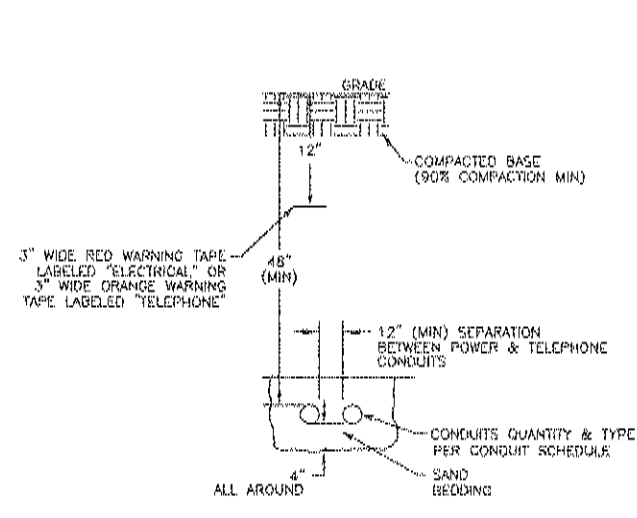 GRADE
12"
COMPACTED BASE
(90% COMPACTION MIN)
3" WIDE RED WARNING TAPE
LABELED "ELECTRICAL" OR
3" WIDE ORANGE WARNING
TAPE LABELED "TELEPHONE"
48"
(MIN)
12" (MIN) SEPARATION
BETWEEN POWER & TELEPHONE
CONDUITS
CONDUITS QUANTITY & TYPE
PER CONDUIT SCHEDULE
4"
ALL AROUND
SAND
BEDDING